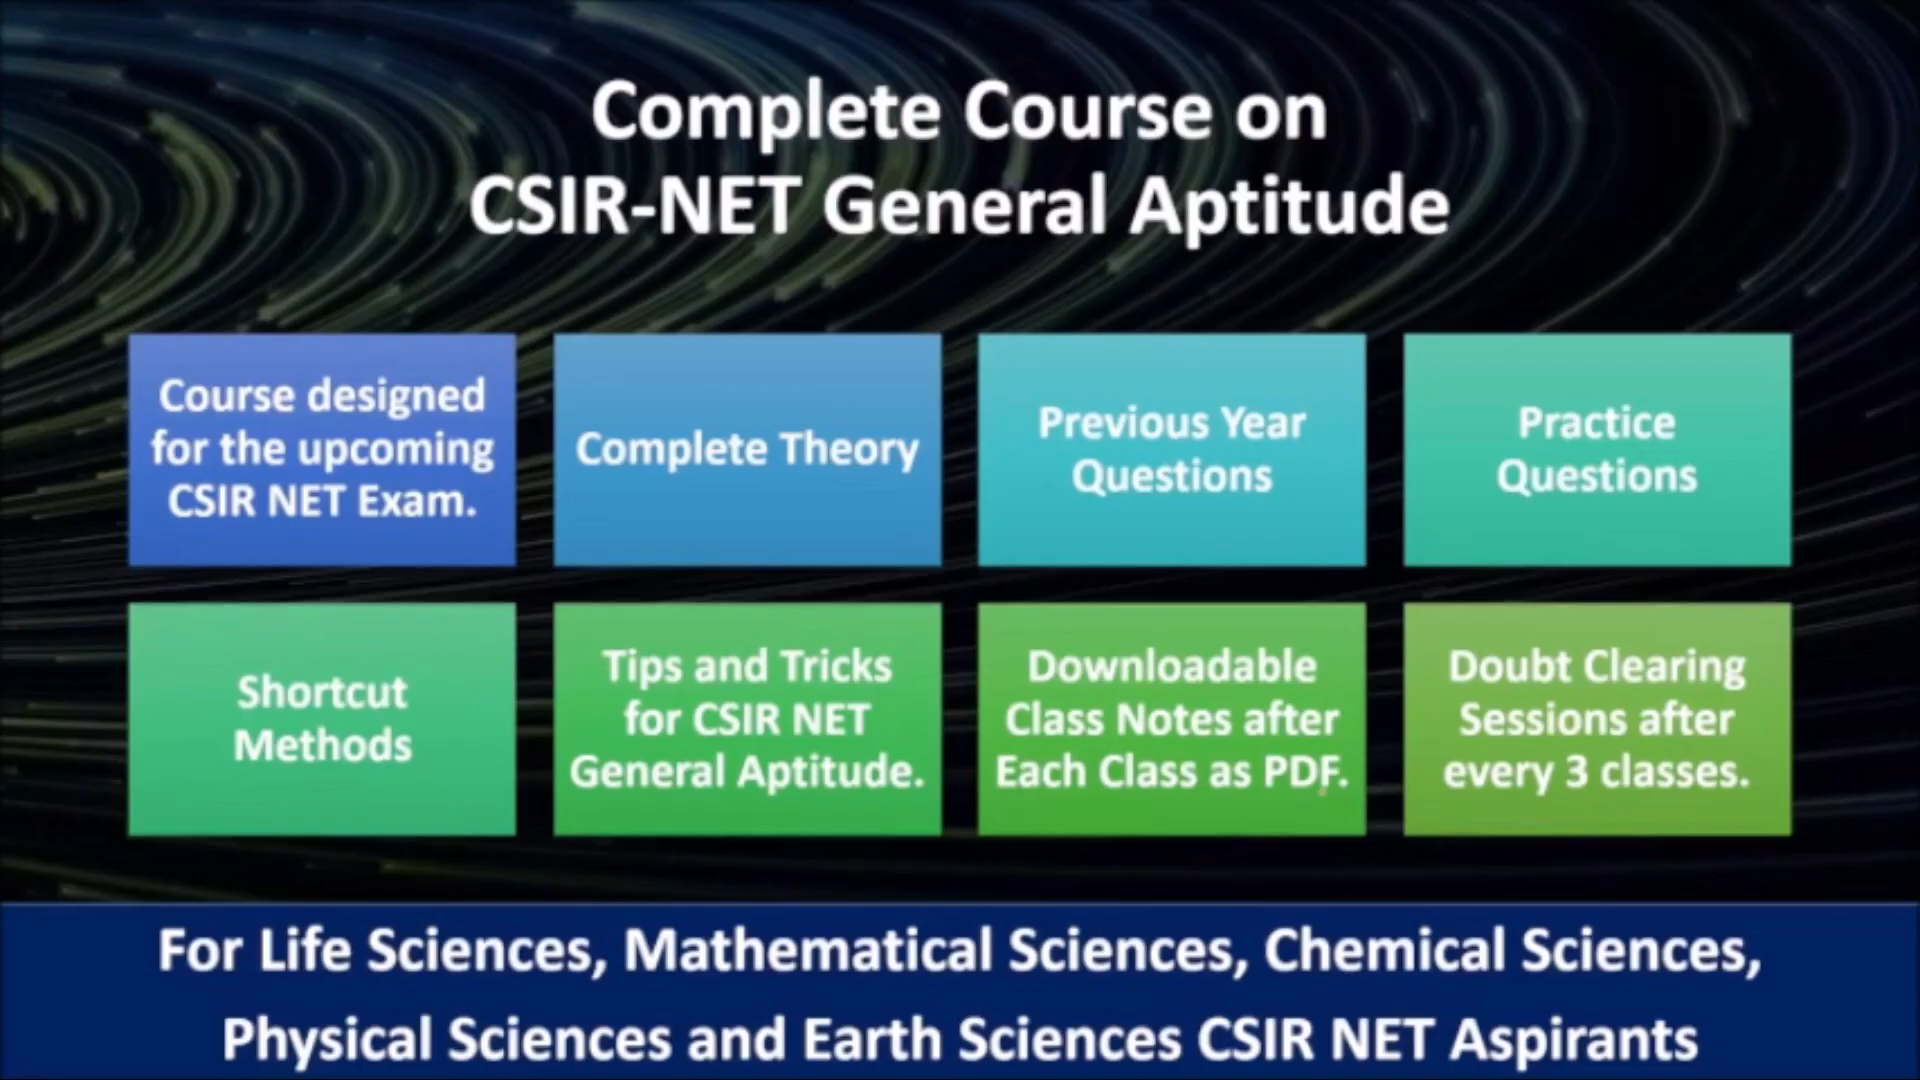 Complete Course on
CSIR-NET General Aptitude
Course designed
for the upcoming
CSIR NET Exam.
Complete Theory
Previous Year
Questions
Practice
Questions
Shortcut
Methods
Tips and Tricks
for CSIR NET
General Aptitude.
Downloadable
Class Notes after
Each Class as PDF.
Doubt Clearing
Sessions after
every 3 classes.
For Life Sciences, Mathematical Sciences, Chemical Sciences,
Physical Sciences and Earth Sciences CSIR NET Aspirants